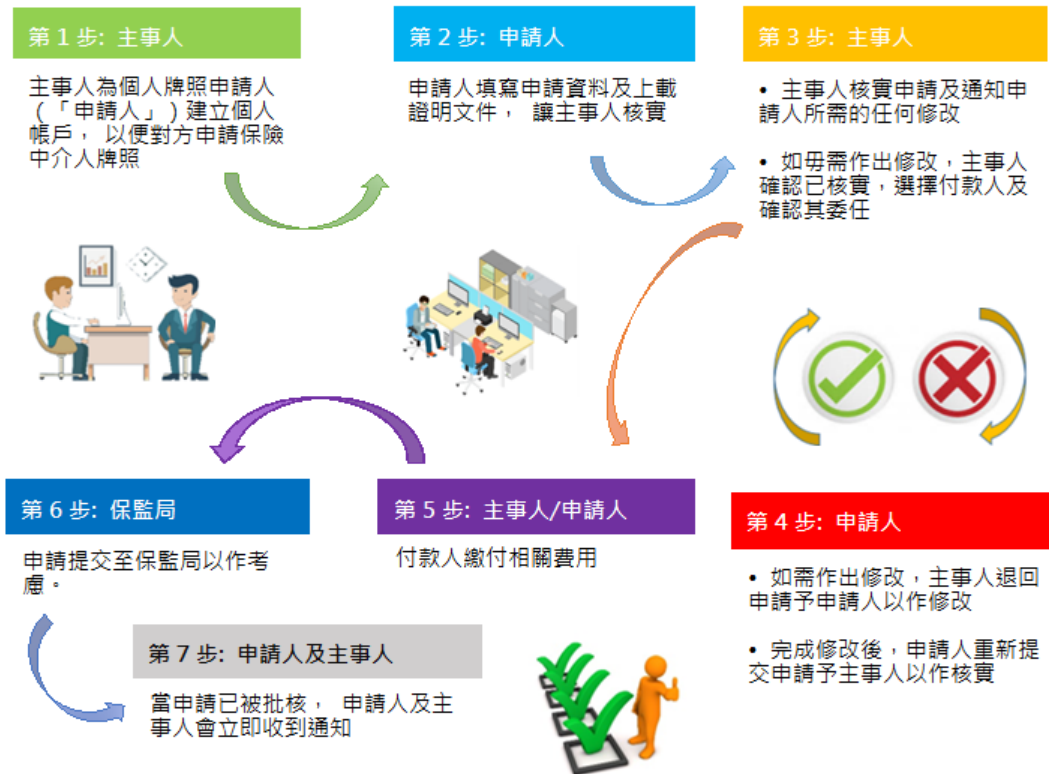 第 1 步: 主事人
主事人為個人牌照申請人
(「申請人」) 建立個人
帳戶， 以便對方申請保險
中介人牌照
第 2 步: 申請人
申請人填寫申請資料及上載
證明文件， 讓主事人核實
第 3 步: 主事人
• 主事人核實申請及通知申
請人所需的任何修改
• 如毋需作出修改，主事人
確認已核實，選擇付款人及
確認其委任
第 4 步: 申請人
• 如需作出修改，主事人退回
申請予申請人以作修改
• 完成修改後，申請人重新提
交申請予主事人以作核實
第 5 步: 主事人/申請人
付款人繳付相關費用
第 6 步: 保監局
申請提交至保監局以作考
慮。
第 7 步: 申請人及主事人
當申請已被批核， 申請人及主
事人會立即收到通知